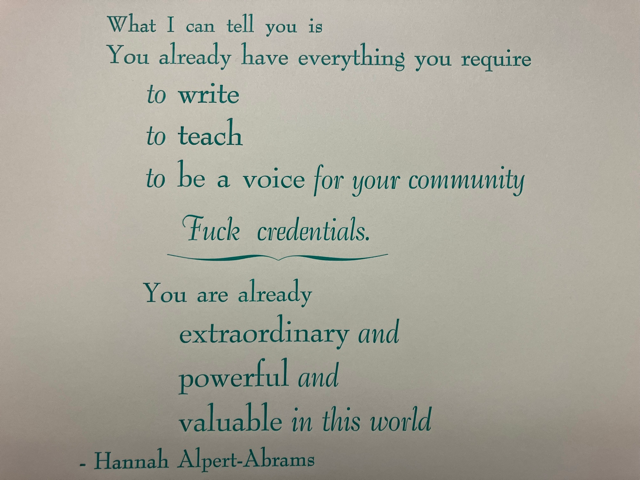 What I can tell you is
You already have everything you require
to write
to teach
to be a voice for your community
Fuck credentials.
You are already
extraordinary and
powerful and
valuable in this world
- Hannah Alpert-Abrams